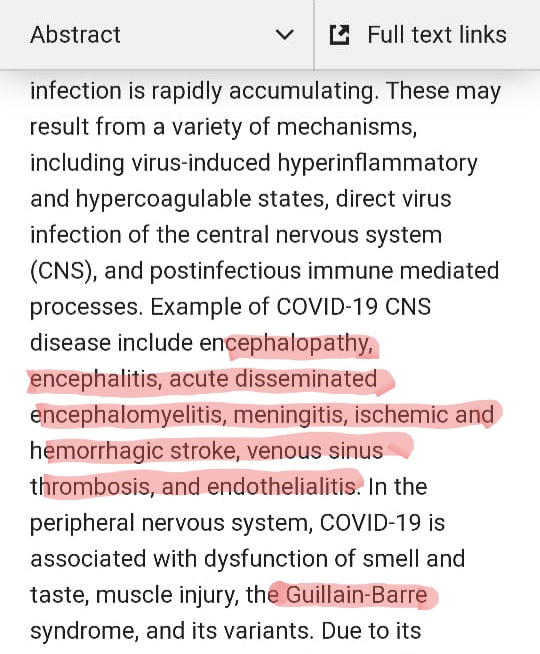 Abstract
Full text links
infection is rapidly accumulating. These may
result from a variety of mechanisms,
including virus-induced hyperinflammatory
and hypercoagulable states, direct virus
infection of the central nervous system
(CNS), and postinfectious immune mediated
processes. Example of COVID-19 CNS
disease include encephalopathy,
encephalitis, acute disseminated
encephalomyelitis, meningitis, ischemic and
hemorrhagic stroke, venous sinus
thrombosis, and endothelialitis. In the
peripheral nervous system, COVID-19 is
associated with dysfunction of smell and
taste, muscle injury, the Guillain-Barre
syndrome, and its variants. Due to its